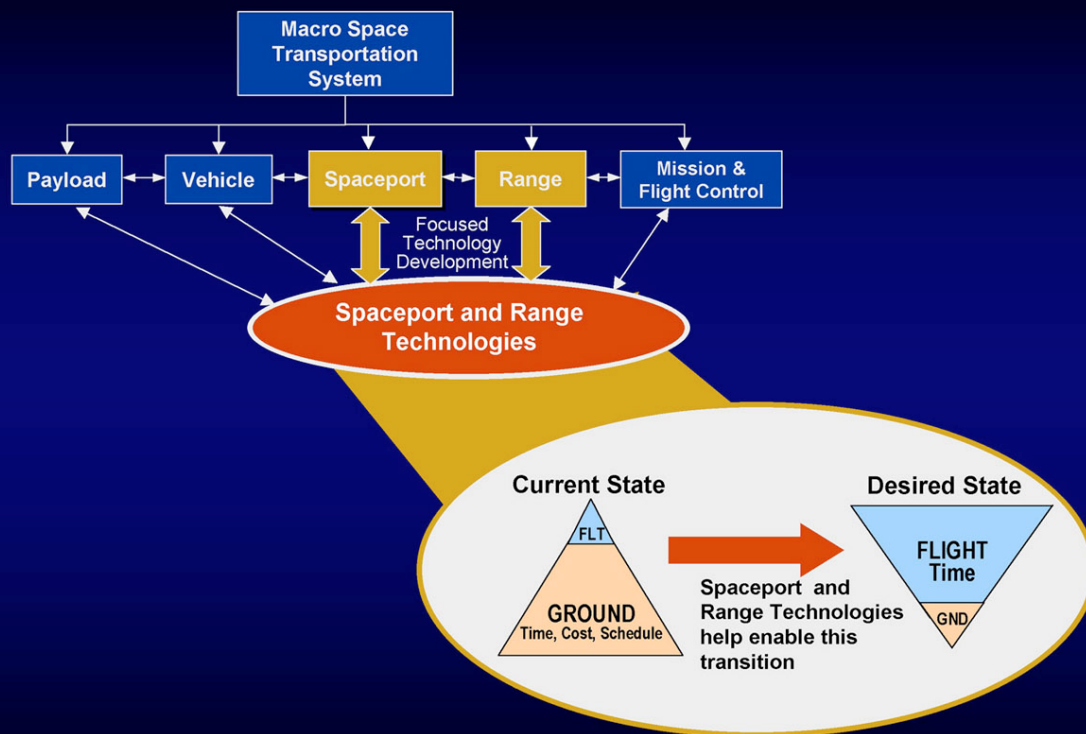 Macro Space
Transportation
System
Payload
Vehicle
Spaceport
Range
Mission &
Flight Control
Focused
Technology
Development
Spaceport and Range
Technologies
Current State
Desired State
FLT
GROUND
Time, Cost, Schedule
Spaceport and
Range Technologies
help enable this
transition
FLIGHT
Time
GND